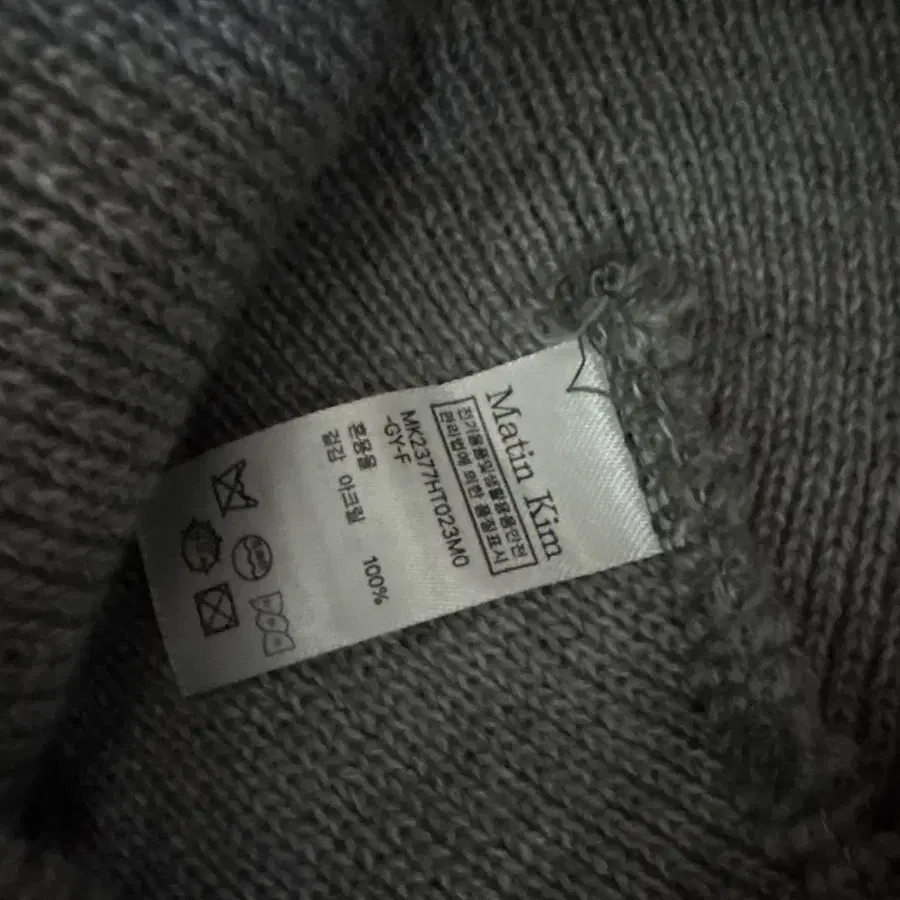 Matin Kim
전기용품및생활용품안전
관리법에 의한 품질표시
MK2377HT023M0
-GY-F
혼용율
겉감 아크릴 100%